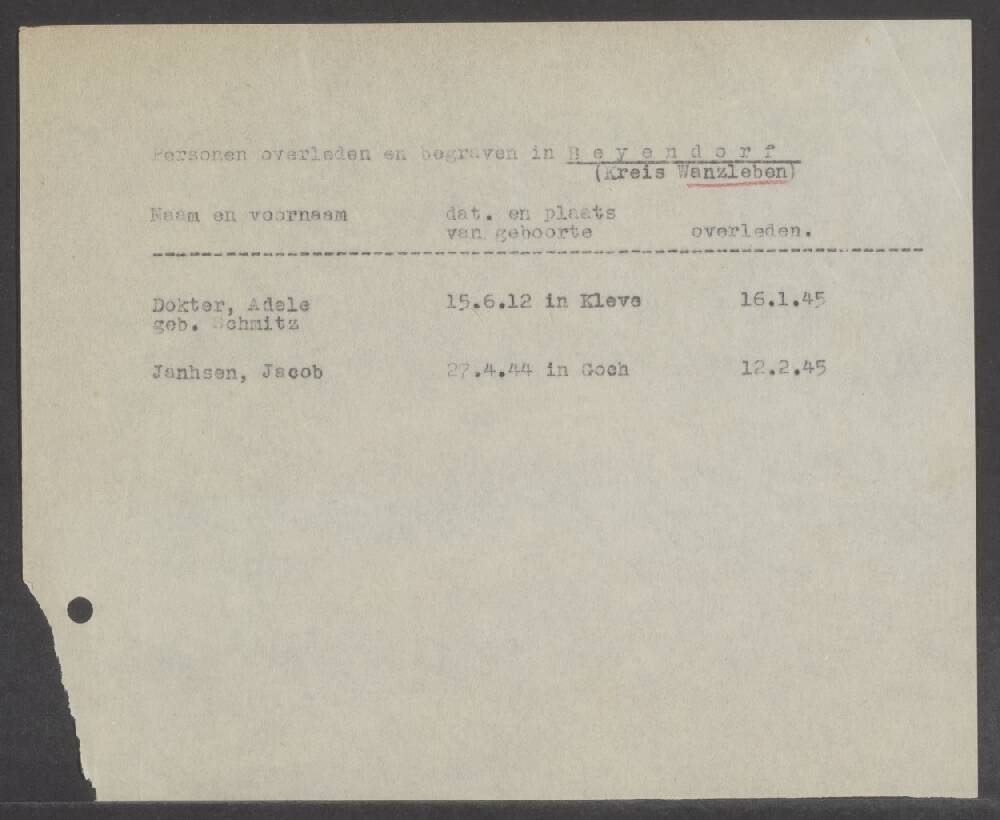 Personen overleden en begraven in B e y e n d o r f
(Kreis Wanzleben)
Naam en voornaam dat. en plaats
van geboorte overleden.
Dokter, Adele 15.6.12 in Kleve 16.1.45
geb. Schmitz
Janhsen, Jacob 27.4.44 in Goch 12.2.45